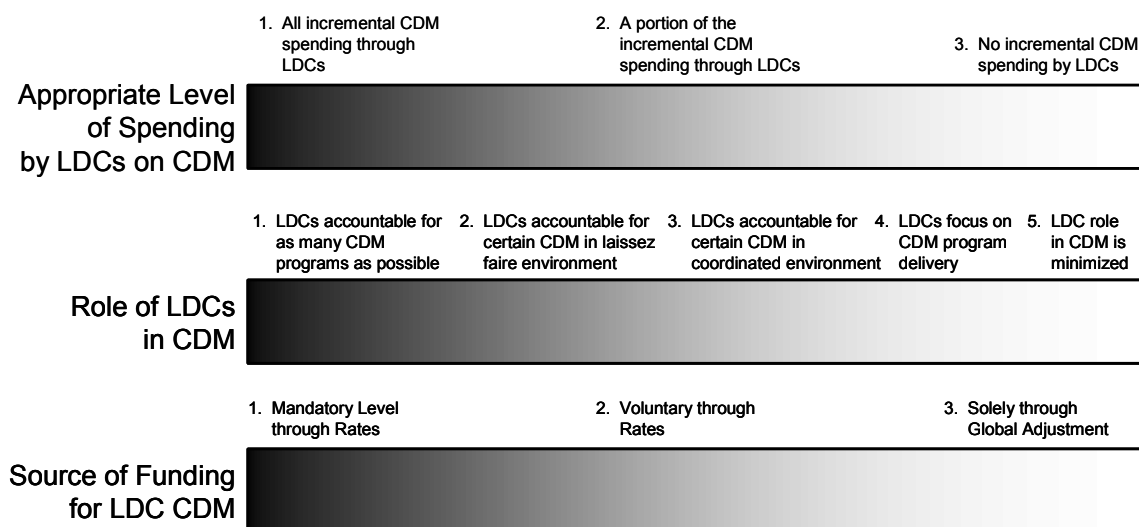 1. All incremental CDM
spending through
LDCs
2. A portion of the
incremental CDM
spending through LDCs
3. No incremental CDM
spending by LDCs
Appropriate Level
of Spending
by LDCs on CDM
1. LDCs accountable for
as many CDM
programs as possible
2. LDCs accountable for
certain CDM in laissez
faire environment
3. LDCs accountable for
certain CDM in
coordinated environment
4. LDCs focus on
CDM program
delivery
5. LDC role
in CDM is
minimized
Role of LDCs
in CDM
1. Mandatory Level
through Rates
2. Voluntary through
Rates
3. Solely through
Global Adjustment
Source of Funding
for LDC CDM